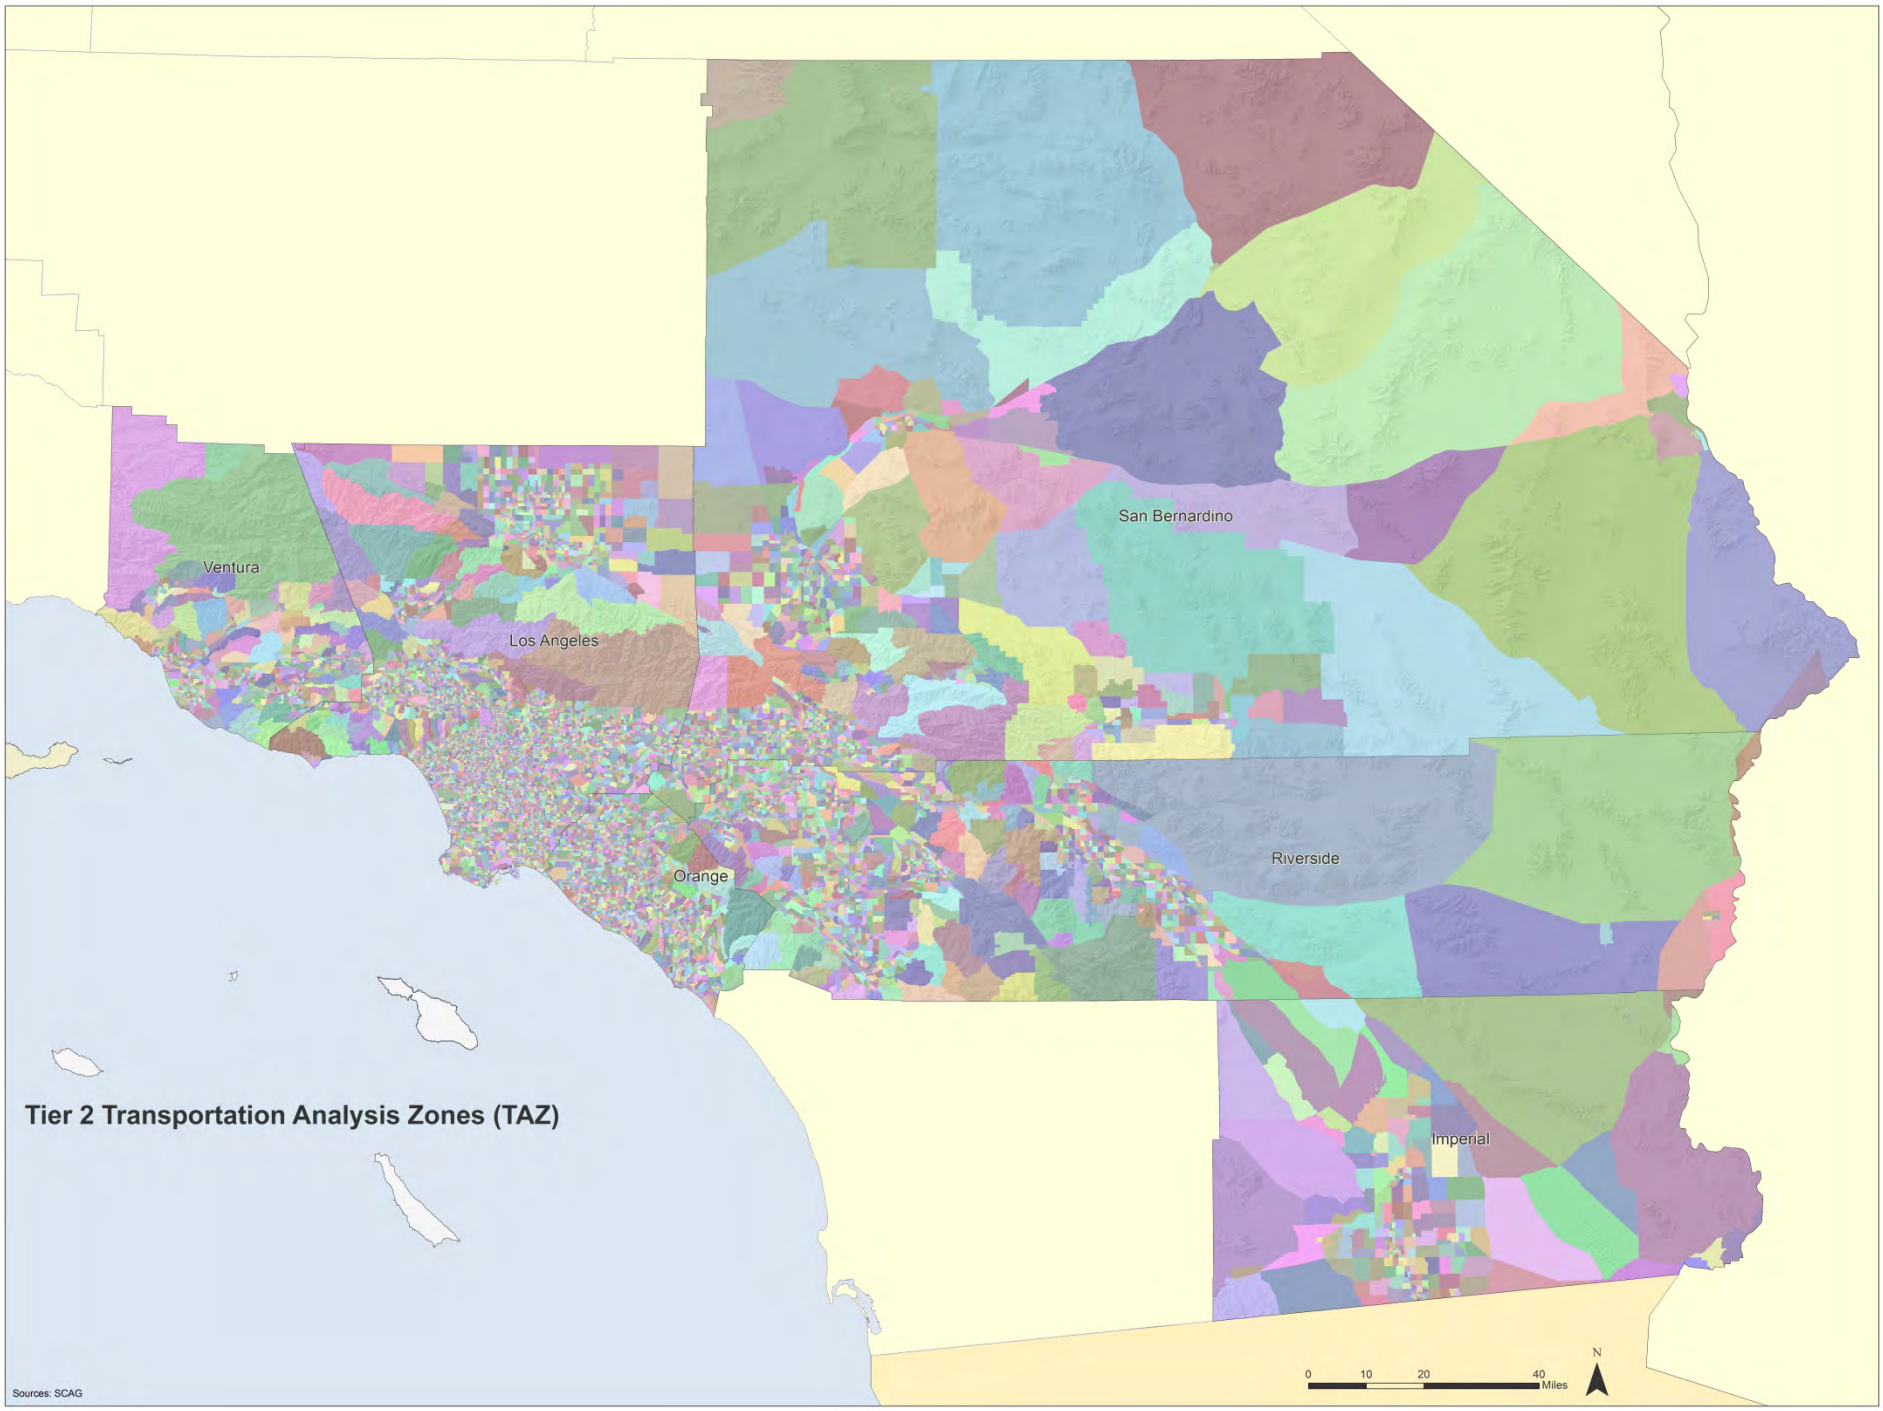 San Bernardino
Ventura
Los Angeles
Riverside
Orange
Tier 2 Transportation Analysis Zones (TAZ)
Imperial
N
0 10 20 40
Miles
Sources: SCAG